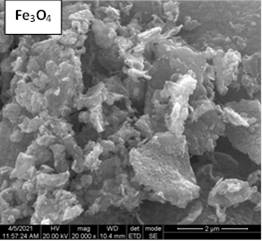 Fe₃O₄
4/5/2021 HV mag WD det mode
11:57:24 AM 20.00 kV 20 000 x 10.4 mm ETD SE 2 µm